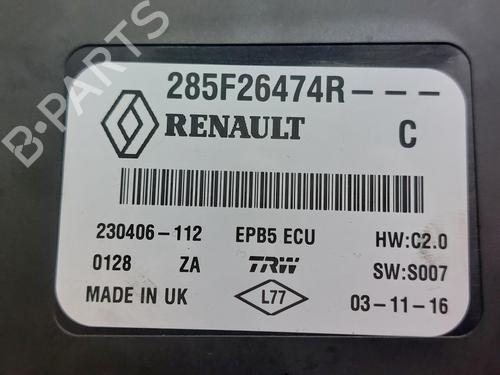 285F26474R---
RENAULT
C
230406-112 EPB5 ECU HW:C2.0
0128 ZA TRW SW:S007
MADE IN UK L77 03-11-16
B-PARTS